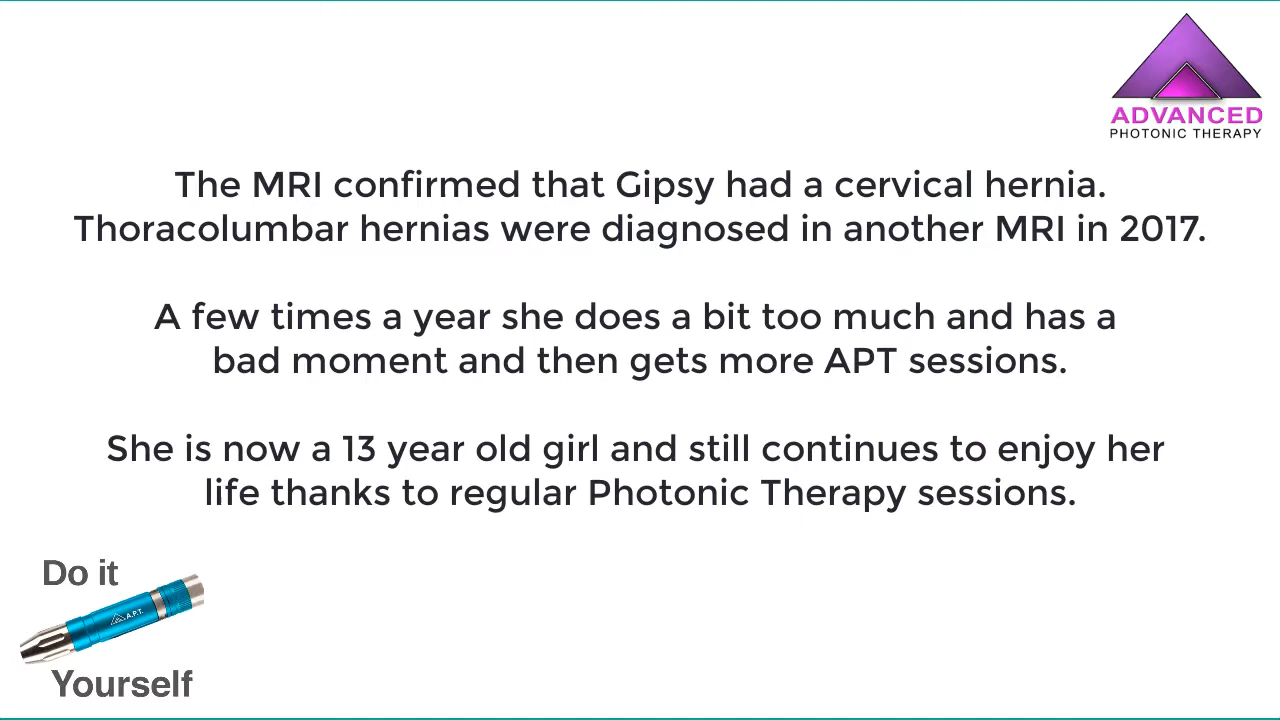 ADVANCED
PHOTONIC THERAPY
The MRI confirmed that Gipsy had a cervical hernia.
Thoracolumbar hernias were diagnosed in another MRI in 2017.
A few times a year she does a bit too much and has a
bad moment and then gets more APT sessions.
She is now a 13 year old girl and still continues to enjoy her
life thanks to regular Photonic Therapy sessions.
Do it
A.P.T.
Yourself